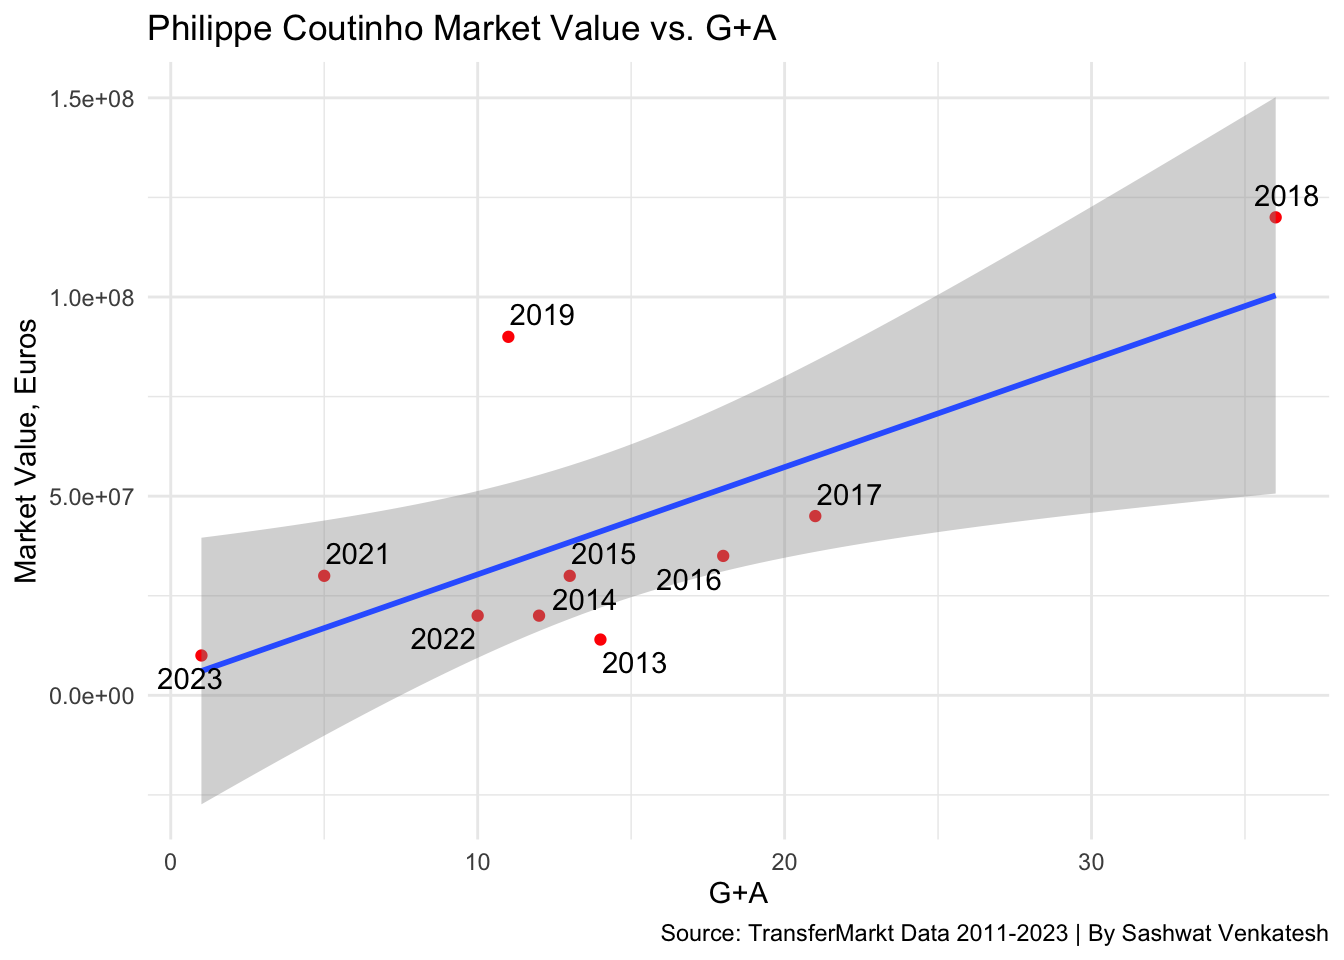 Philippe Coutinho Market Value vs. G+A
1.5e+08
1.0e+08
5.0e+07
0.0e+00
Market Value, Euros
2018
2019
2017
2021
2015
2016
2014
2022
2013
2023
0
10
20
30
G+A
Source: TransferMarkt Data 2011-2023 | By Sashwat Venkatesh